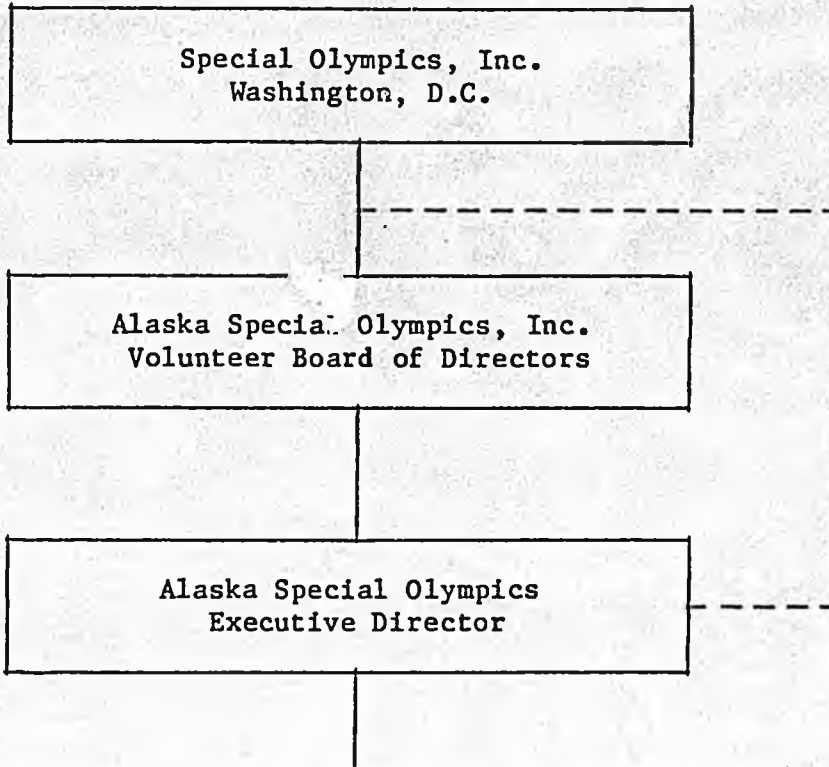 Special Olympics, Inc.
Washington, D.C.
Alaska Special Olympics, Inc.
Volunteer Board of Directors
Alaska Special Olympics
Executive Director